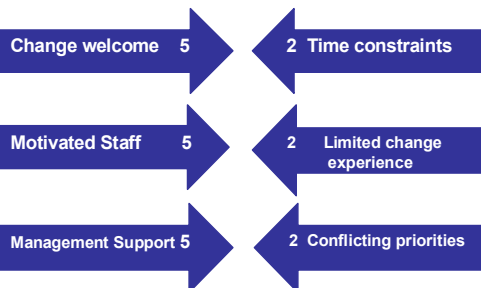 Change welcome 5
2 Time constraints
Motivated Staff 5
2 Limited change
experience
Management Support 5
2 Conflicting priorities